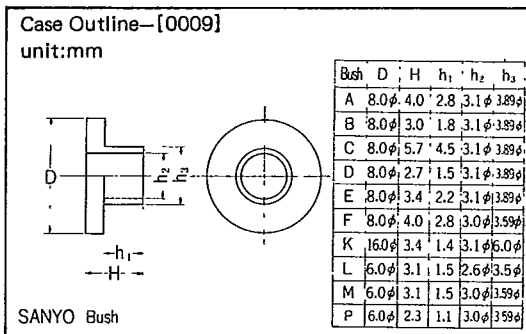 Case Outline-[0009]
unit:mm
Bush D H h₁ h₂ h₃
A 8.0φ 4.0 2.8 3.1φ 3.89φ
B 8.0φ 3.0 1.8 3.1φ 3.89φ
C 8.0φ 5.7 4.5 3.1φ 3.89φ
D 8.0φ 2.7 1.5 3.1φ 3.89φ
E 8.0φ 3.4 2.2 3.1φ 3.89φ
F 8.0φ 4.0 2.8 3.0φ 3.59φ
K 16.0φ 3.4 1.4 3.1φ 6.0φ
L 6.0φ 3.1 1.5 2.6φ 3.5φ
M 6.0φ 3.1 1.5 3.0φ 3.59φ
P 6.0φ 2.3 1.1 3.0φ 3.59φ
D
h₂
h₃
h₁
H
SANYO Bush